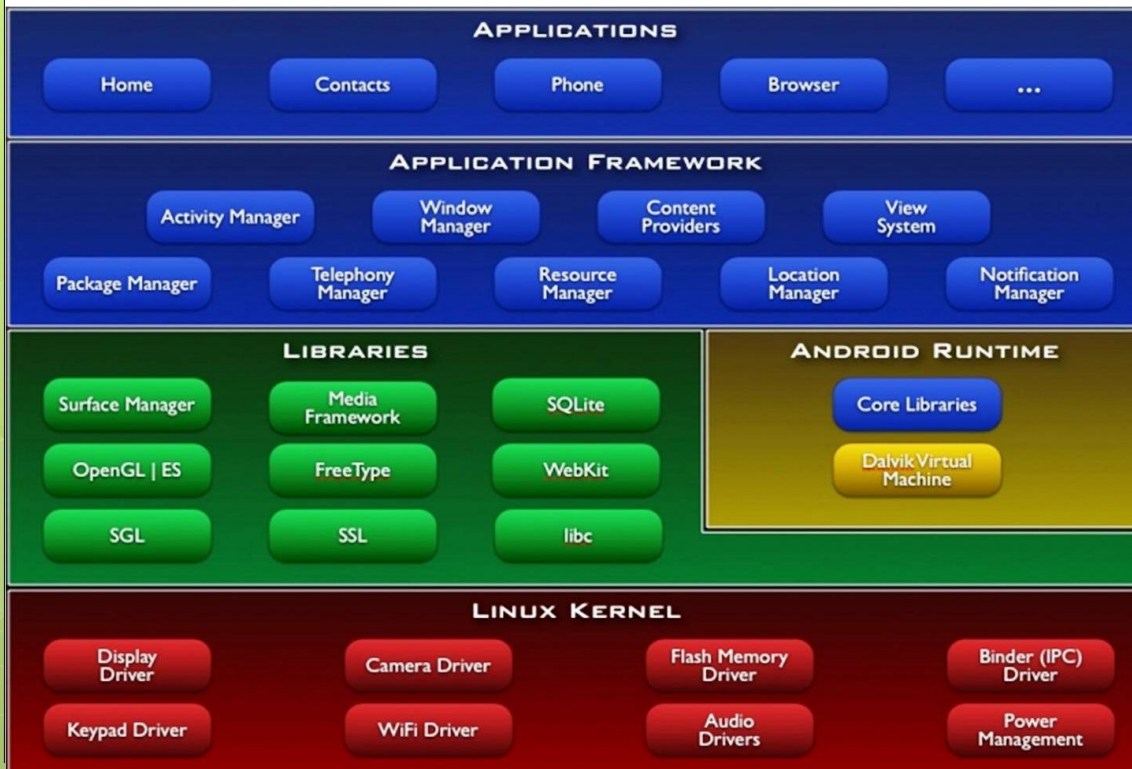 APPLICATIONS
Home
Contacts
Phone
Browser
...
APPLICATION FRAMEWORK
Activity Manager
Window
Manager
Content
Providers
View
System
Package Manager
Telephony
Manager
Resource
Manager
Location
Manager
Notification
Manager
LIBRARIES
Surface Manager
Media
Framework
SQLite
OpenGL | ES
FreeType
WebKit
SGL
SSL
libc
ANDROID RUNTIME
Core Libraries
Dalvik Virtual
Machine
LINUX KERNEL
Display
Driver
Camera Driver
Flash Memory
Driver
Binder (IPC)
Driver
Keypad Driver
WiFi Driver
Audio
Drivers
Power
Management